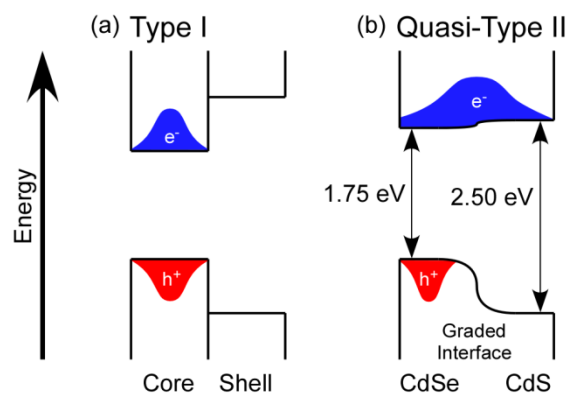 (a) Type I
(b) Quasi-Type II
Energy
e-
e-
1.75 eV
2.50 eV
h+
h+
Graded
Interface
Core
Shell
CdSe
CdS